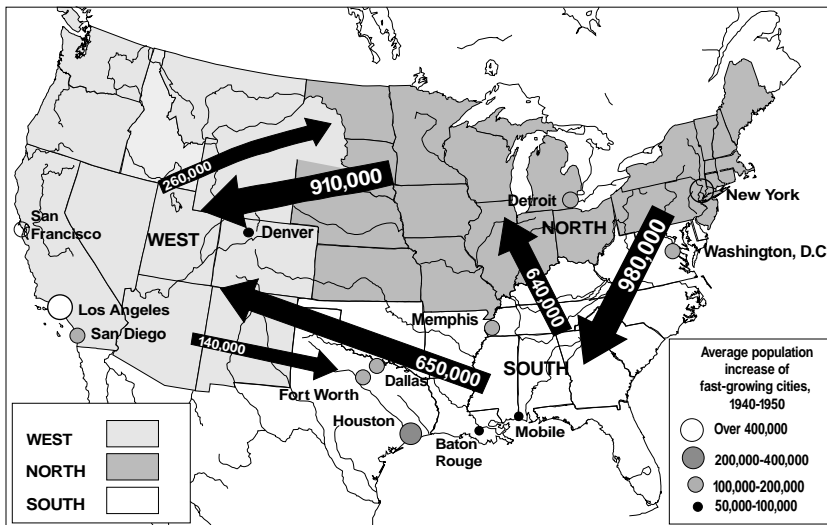 260,000
910,000
Detroit
New York
San
Francisco
WEST
Denver
NORTH
Washington, D.C
980,000
640,000
Los Angeles
San Diego
Memphis
140,000
650,000
SOUTH
Dallas
Fort Worth
Houston
Baton
Rouge
Mobile
WEST
NORTH
SOUTH
Average population
increase of
fast-growing cities,
1940-1950
Over 400,000
200,000-400,000
100,000-200,000
50,000-100,000